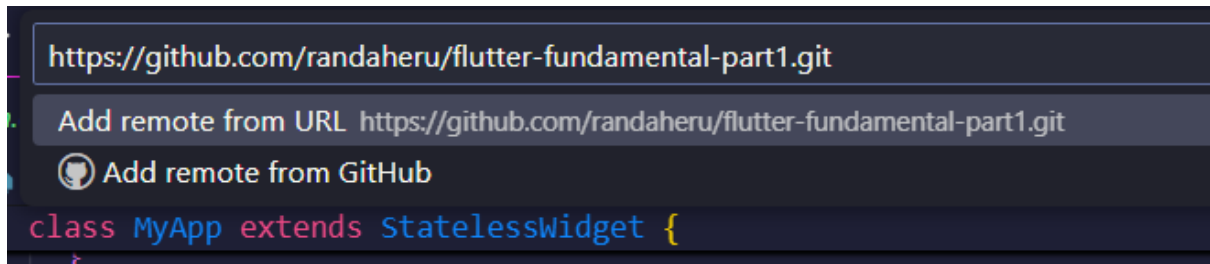 https://github.com/randaheru/flutter-fundamental-part1.git
Add remote from URL https://github.com/randaheru/flutter-fundamental-part1.git
Add remote from GitHub
class MyApp extends StatelessWidget {